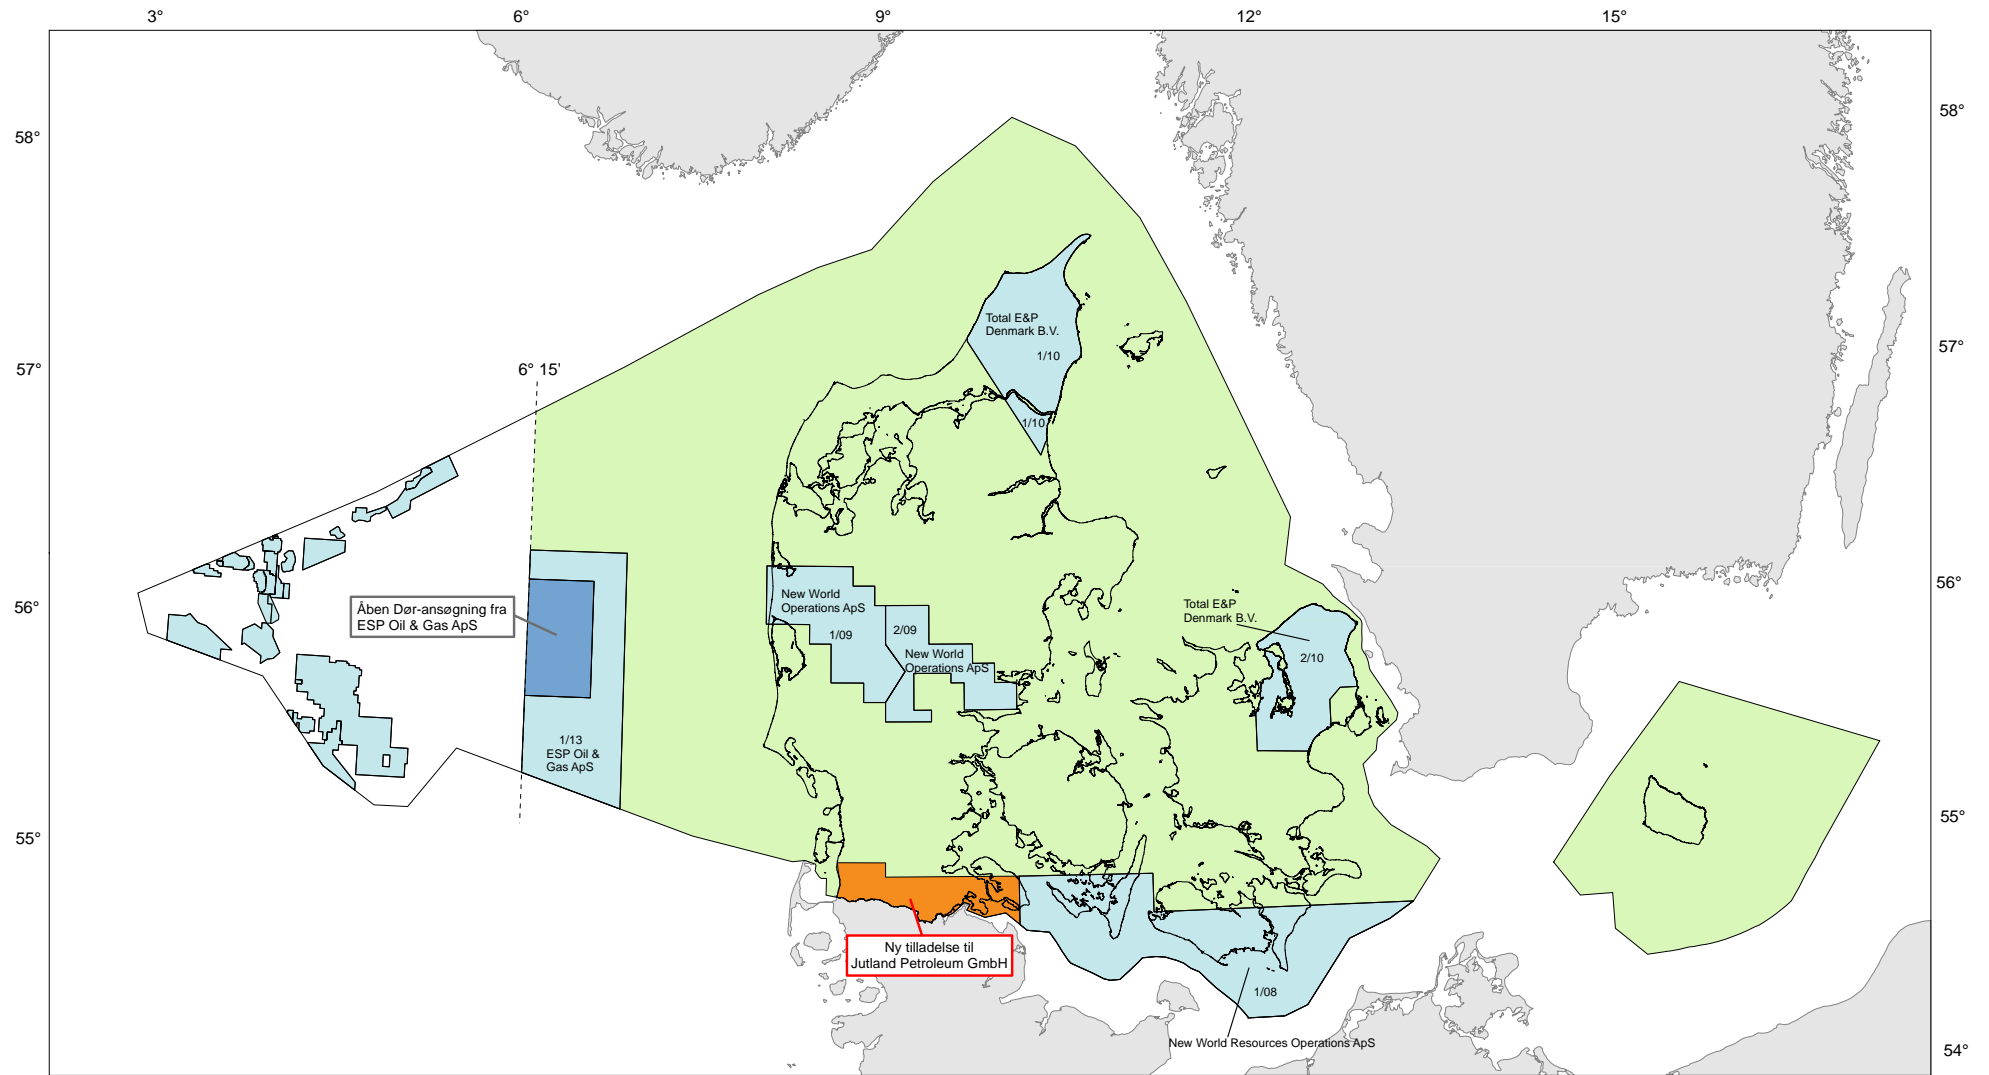 3°
6°
9°
12°
15°
58°
58°
57°
57°
56°
56°
55°
55°
54°
6° 15'
Total E&P
Denmark B.V.
1/10
1/10
New World
Operations ApS
1/09
2/09
New World
Operations ApS
Åben Dør-ansøgning fra
ESP Oil & Gas ApS
1/13
ESP Oil &
Gas ApS
Total E&P
Denmark B.V.
2/10
Ny tilladelse til
Jutland Petroleum GmbH
1/08
New World Resources Operations ApS